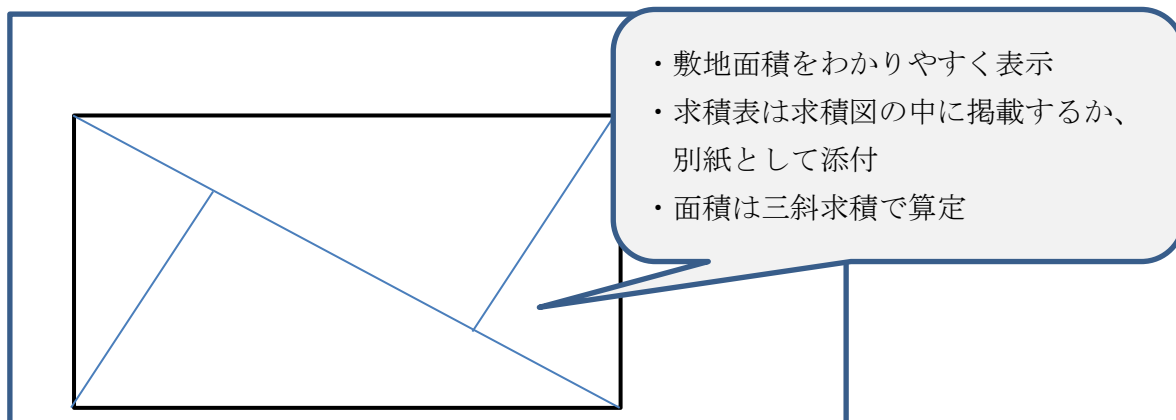 ・敷地面積をわかりやすく表示
・求積表は求積図の中に掲載するか、
別紙として添付
・面積は三斜求積で算定